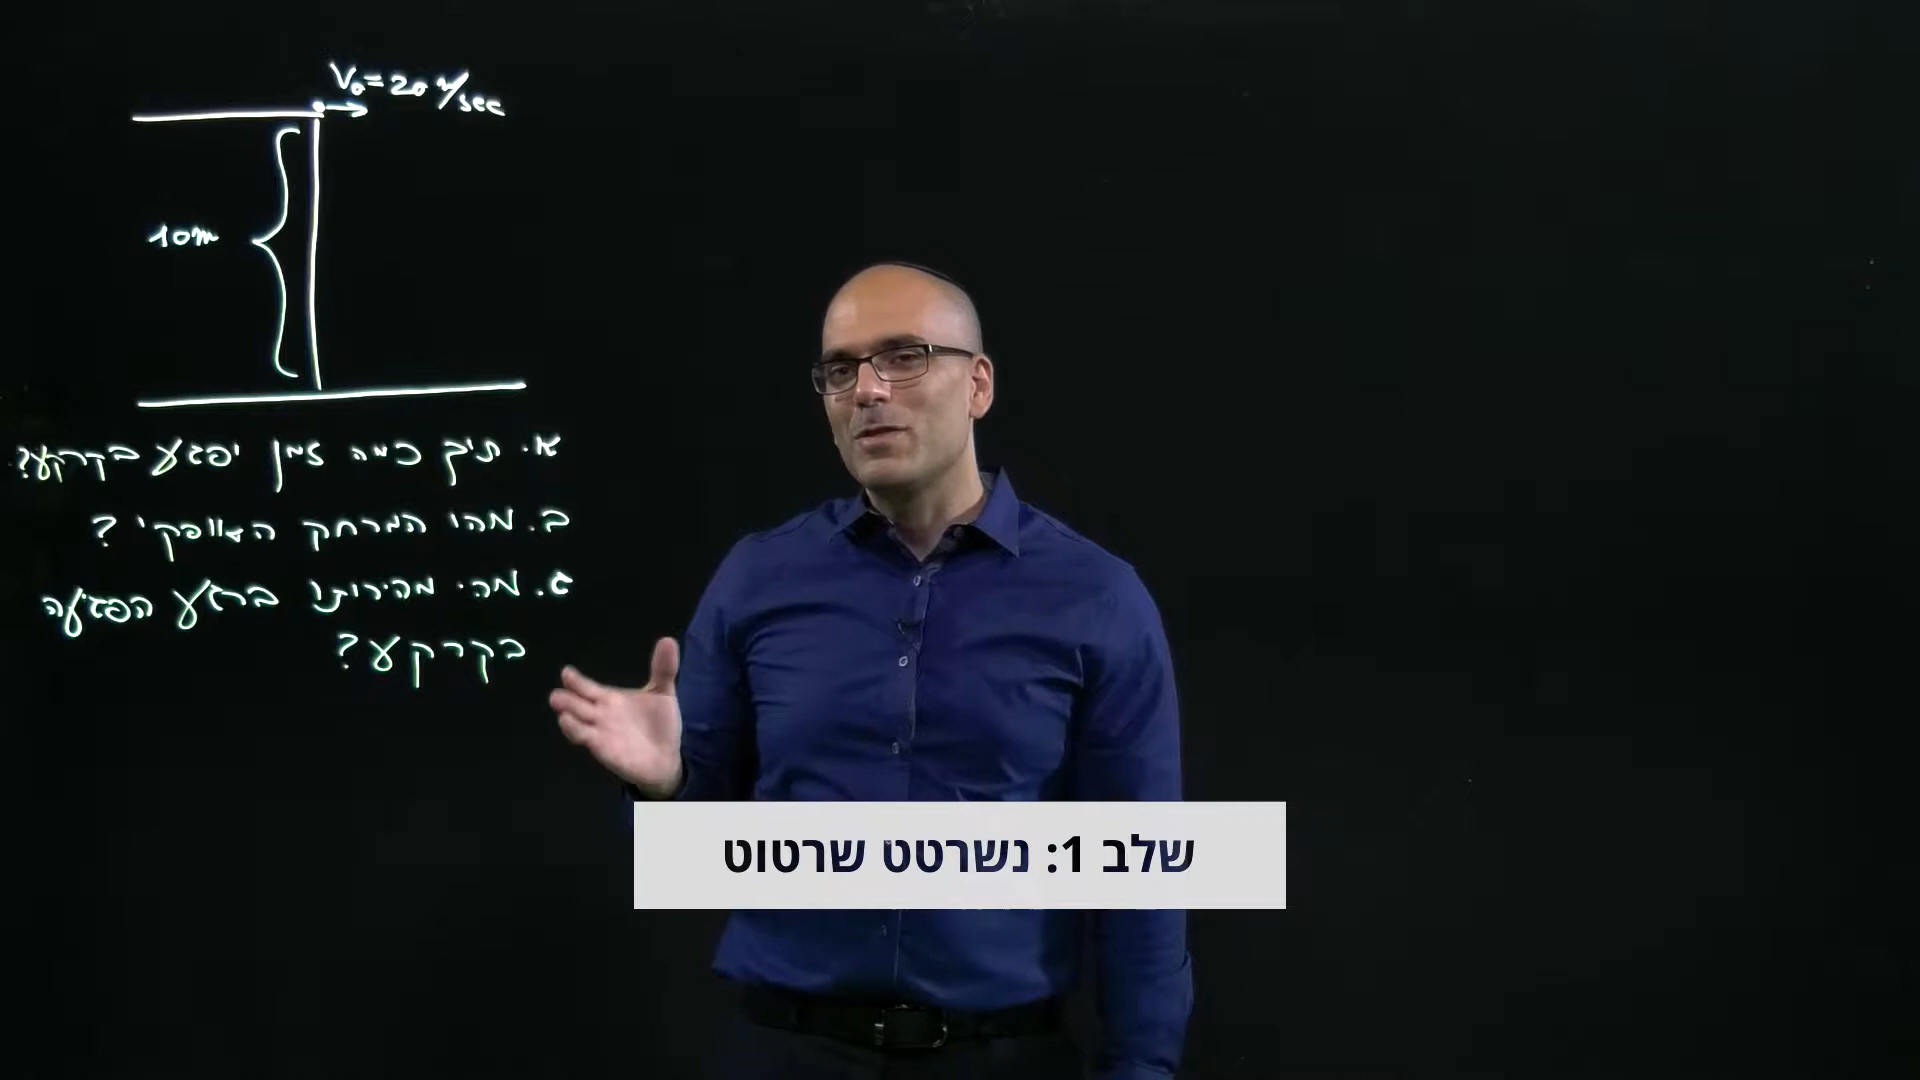 V₀=20 m/sec
10m
א. תוך כמה זמן יפגע בקרקע?
ב. מהו המרחק האופקי?
ג. מהי מהירותו ברגע הפגיעה
בקרקע?
שלב 1: נשרטט שרטוט